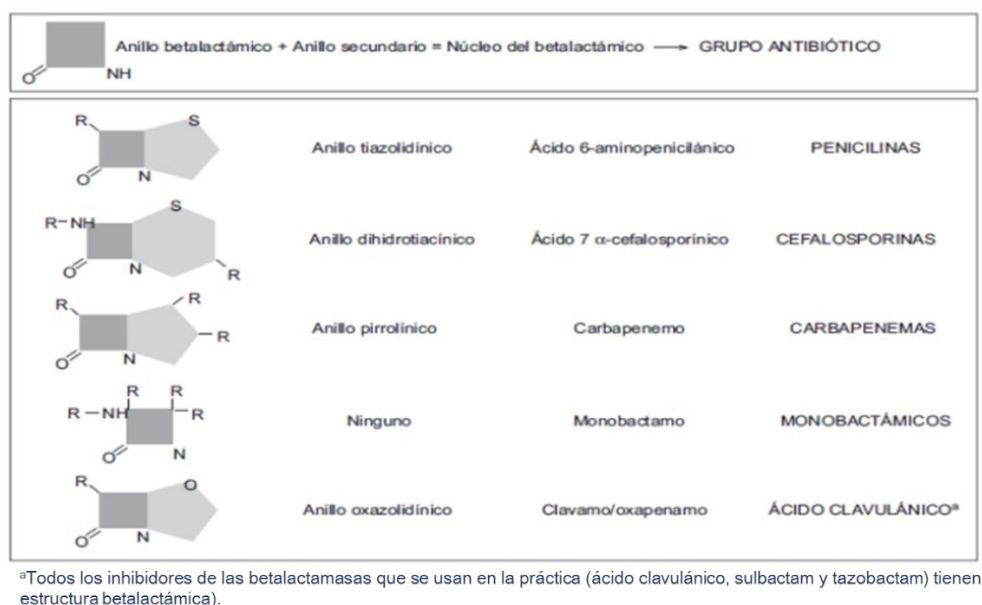 Anillo betalactámico + Anillo secundario = Núcleo del betalactámico → GRUPO ANTIBIÓTICO
O
NH
R
S
O
N
Anillo tiazolidínico Ácido 6-aminopenicilánico PENICILINAS
R-NH
S
O
N
R
Anillo dihidrotiacínico Ácido 7 α-cefalosporínico CEFALOSPORINAS
R
R
R
O
N
Anillo pirrolínico Carbapenemo CARBAPENEMAS
R R
R-NH
R
O
N
Ninguno Monobactamo MONOBACTÁMICOS
R
O
O
N
Anillo oxazolidínico Clavamo/oxapenamo ÁCIDO CLAVULÁNICOª
ªTodos los inhibidores de las betalactamasas que se usan en la práctica (ácido clavulánico, sulbactam y tazobactam) tienen
estructura betalactámica).